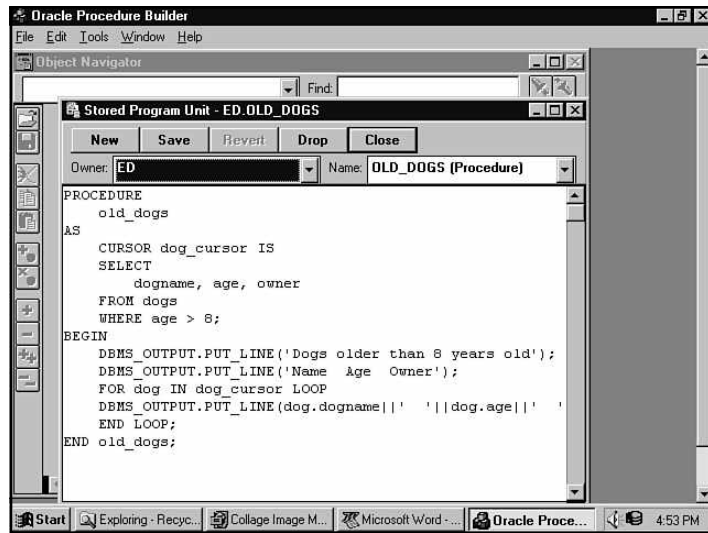 Oracle Procedure Builder
File Edit Tools Window Help
Object Navigator
Find:
Stored Program Unit - ED.OLD_DOGS
New Save Revert Drop Close
Owner: ED Name: OLD_DOGS (Procedure)
PROCEDURE
old_dogs
AS
CURSOR dog_cursor IS
SELECT
dogname, age, owner
FROM dogs
WHERE age > 8;
BEGIN
DBMS_OUTPUT.PUT_LINE('Dogs older than 8 years old');
DBMS_OUTPUT.PUT_LINE('Name Age Owner');
FOR dog IN dog_cursor LOOP
DBMS_OUTPUT.PUT_LINE(dog.dogname||' '||dog.age||' '
END LOOP;
END old_dogs;
Start Exploring - Recyc... Collage Image M... Microsoft Word - ... Oracle Proce... 4:53 PM